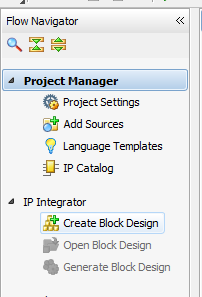 Flow Navigator
Project Manager
Project Settings
Add Sources
Language Templates
IP Catalog
IP Integrator
Create Block Design
Open Block Design
Generate Block Design